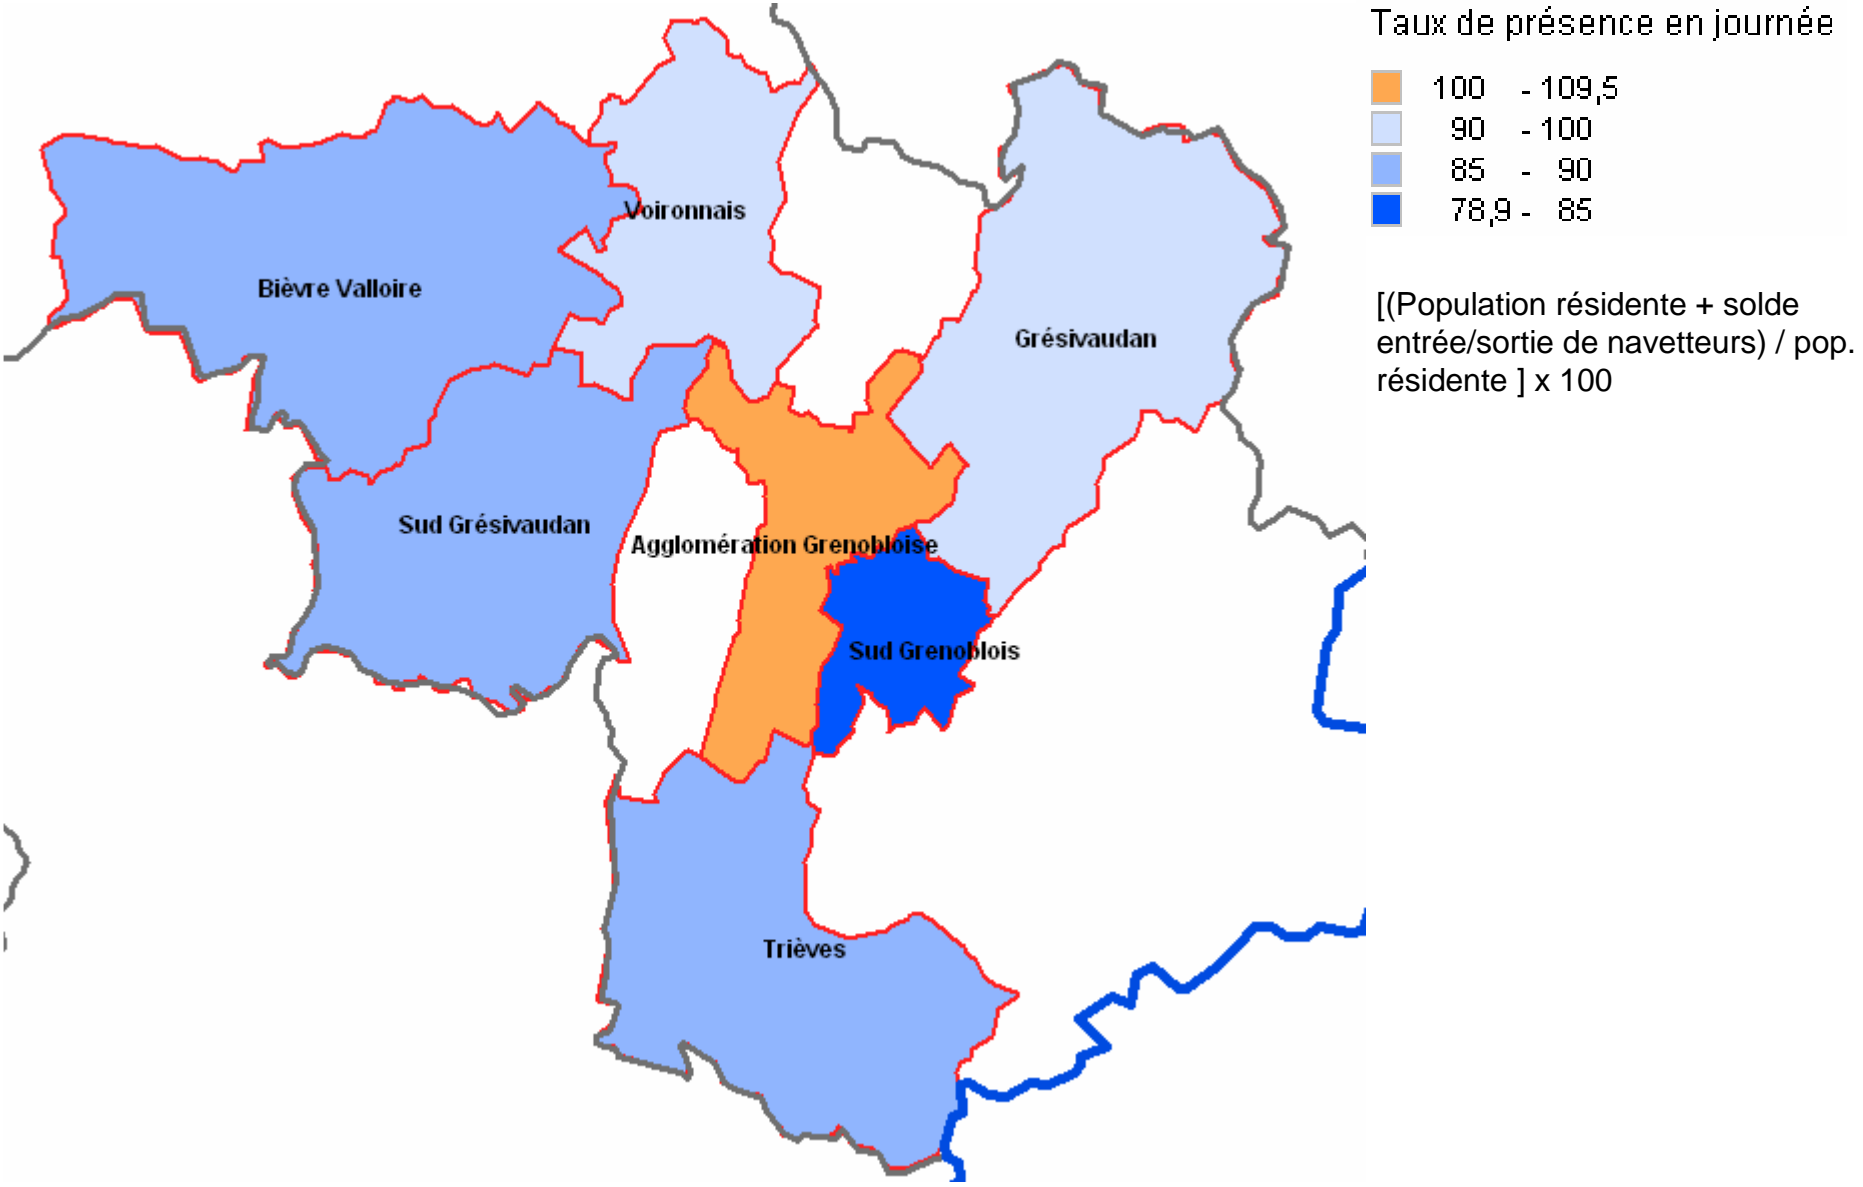 Taux de présence en journée
100 - 109,5
90 - 100
85 - 90
78,9 - 85
[(Population résidente + solde
entrée/sortie de navetteurs) / pop.
résidente ] x 100
Voironnais
Bièvre Valloire
Grésivaudan
Sud Grésivaudan
Agglomération Grenobloise
Sud Grenoblois
Trièves